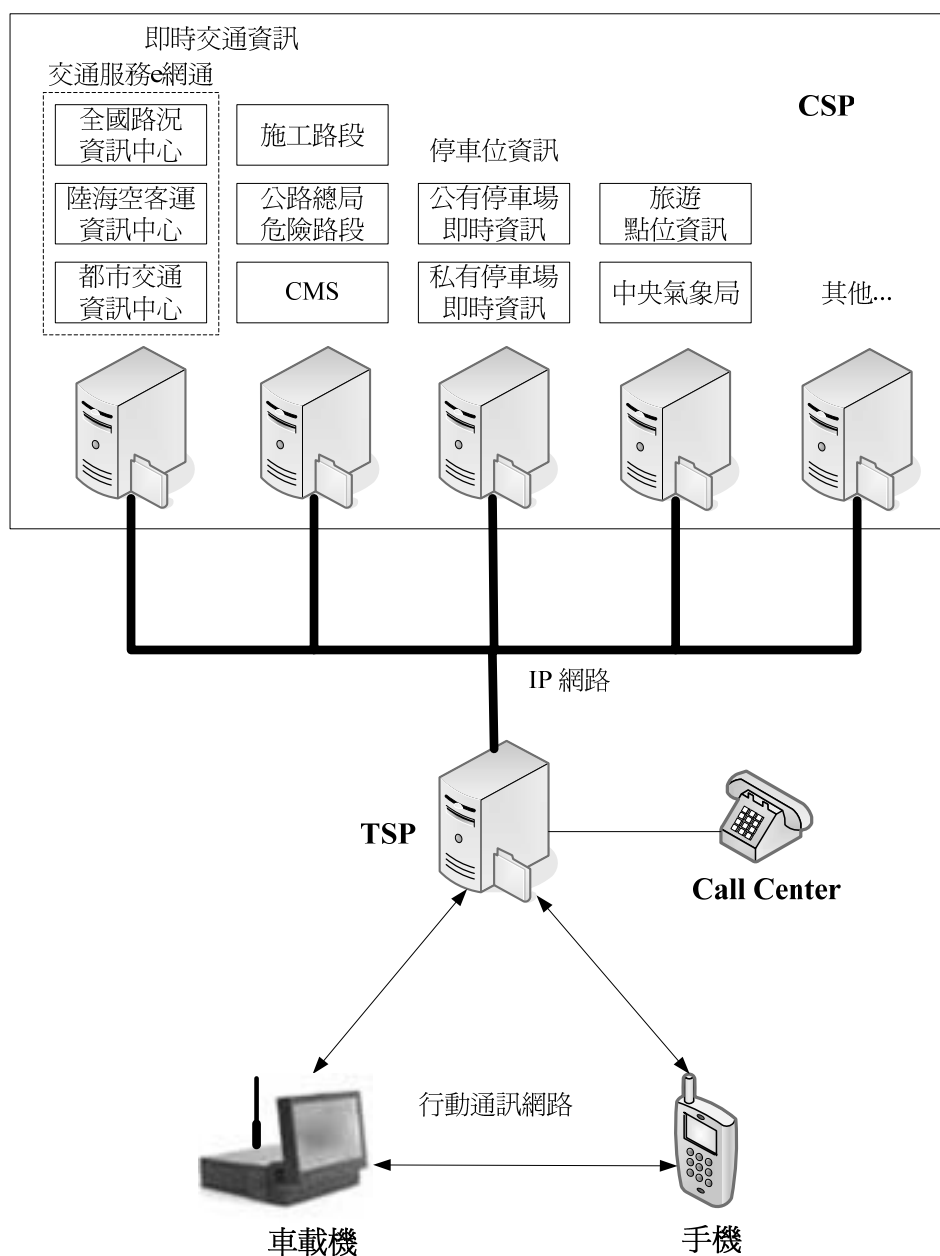 即時交通資訊
交通服務e網通
CSP
全國路況
資訊中心
施工路段
停車位資訊
陸海空客運
資訊中心
公路總局
危險路段
公有停車場
即時資訊
旅遊
點位資訊
都市交通
資訊中心
CMS
私有停車場
即時資訊
中央氣象局
其他...
IP 網路
TSP
Call Center
行動通訊網路
車載機
手機